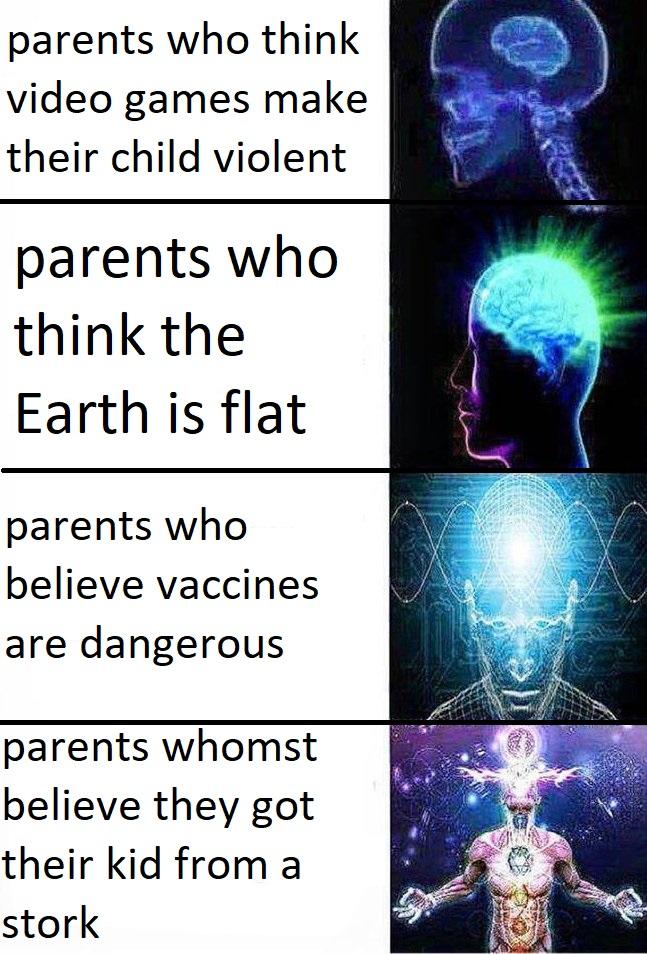 parents who think
video games make
their child violent
parents who
think the
Earth is flat
parents who
believe vaccines
are dangerous
parents whomst
believe they got
their kid from a
stork